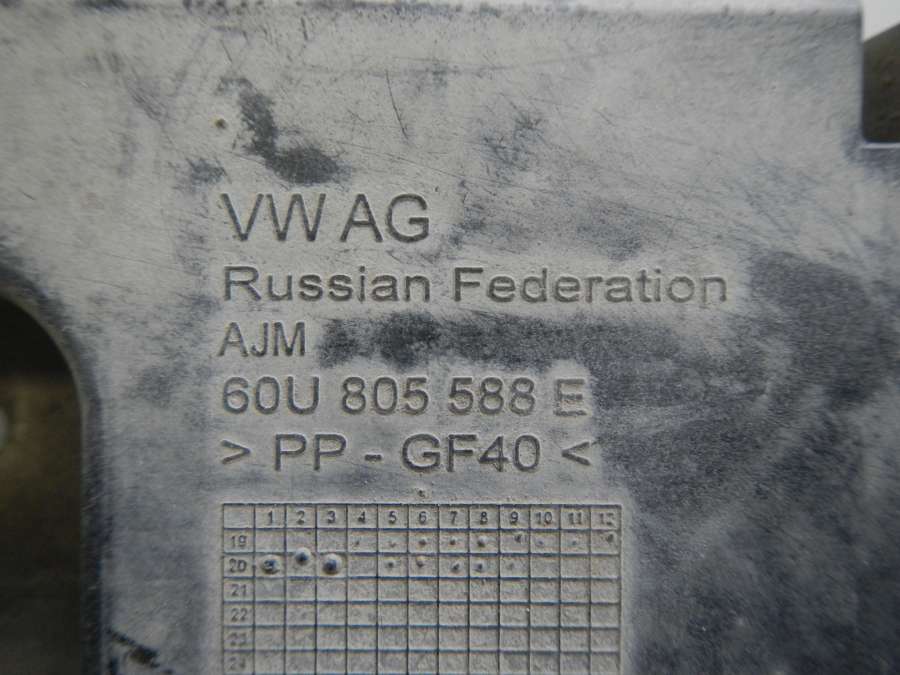 VW AG
Russian Federation
AJM
60U 805 588 E
> PP - GF40 <
1 2 3 4 5 6 7 8 9 10 11 12
19
20
21
22
23
24